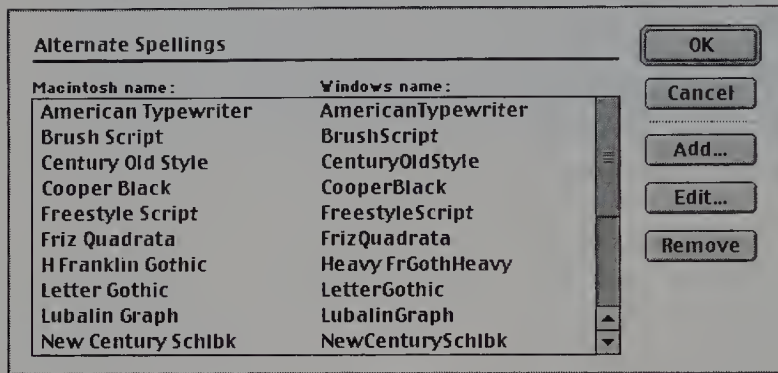 Alternate Spellings
OK
Macintosh name: Windows name:
Cancel
American Typewriter AmericanTypewriter
Brush Script BrushScript
Century Old Style CenturyOldStyle
Add...
Cooper Black CooperBlack
Edit...
Freestyle Script FreestyleScript
Friz Quadrata FrizQuadrata
Remove
H Franklin Gothic Heavy FrGothHeavy
Letter Gothic LetterGothic
Lubalin Graph LubalinGraph
New Century Schlbk NewCenturySchlbk